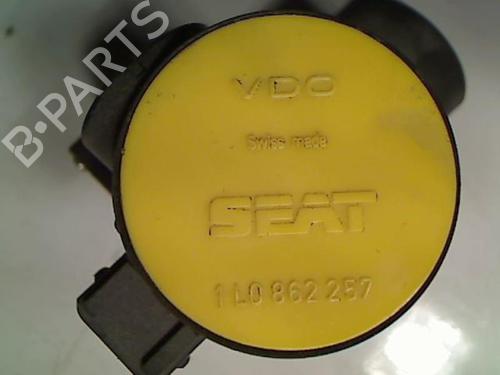 B-PARTS
VDO
Swiss made
SEAT
1L0 862 257